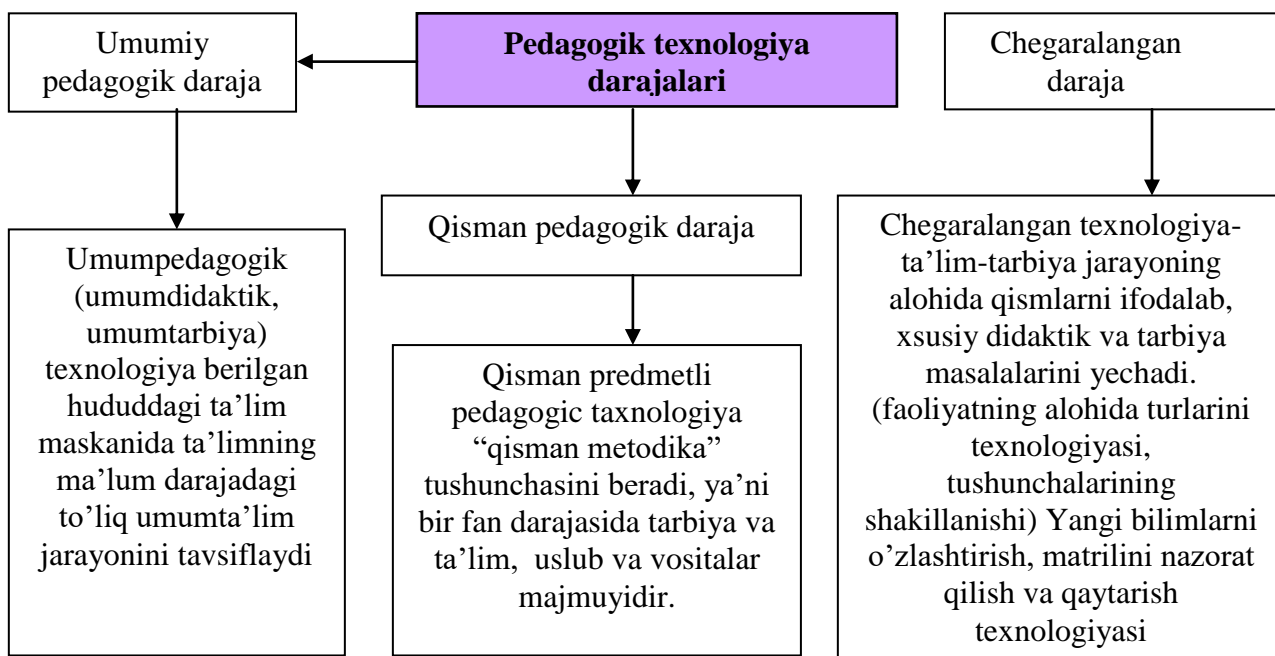 Umumiy
pedagogik daraja
Pedagogik texnologiya
darajalari
Chegaralangan
daraja
Umumpedagogik
(umumdidaktik,
umumtarbiya)
texnologiya berilgan
hududdagi ta’lim
maskanida ta’limning
ma’lum darajadagi
to’liq umumta’lim
jarayonini tavsiflaydi
Qisman pedagogik daraja
Qisman predmetli
pedagogic taxnologiya
“qisman metodika”
tushunchasini beradi, ya’ni
bir fan darajasida tarbiya va
ta’lim, uslub va vositalar
majmuyidir.
Chegaralangan texnologiya-
ta’lim-tarbiya jarayoning
alohida qismlarni ifodalab,
xsusiy didaktik va tarbiya
masalalarini yechadi.
(faoliyatning alohida turlarini
texnologiyasi,
tushunchalarining
shakillanishi) Yangi bilimlarni
o’zlashtirish, matrilini nazorat
qilish va qaytarish
texnologiyasi